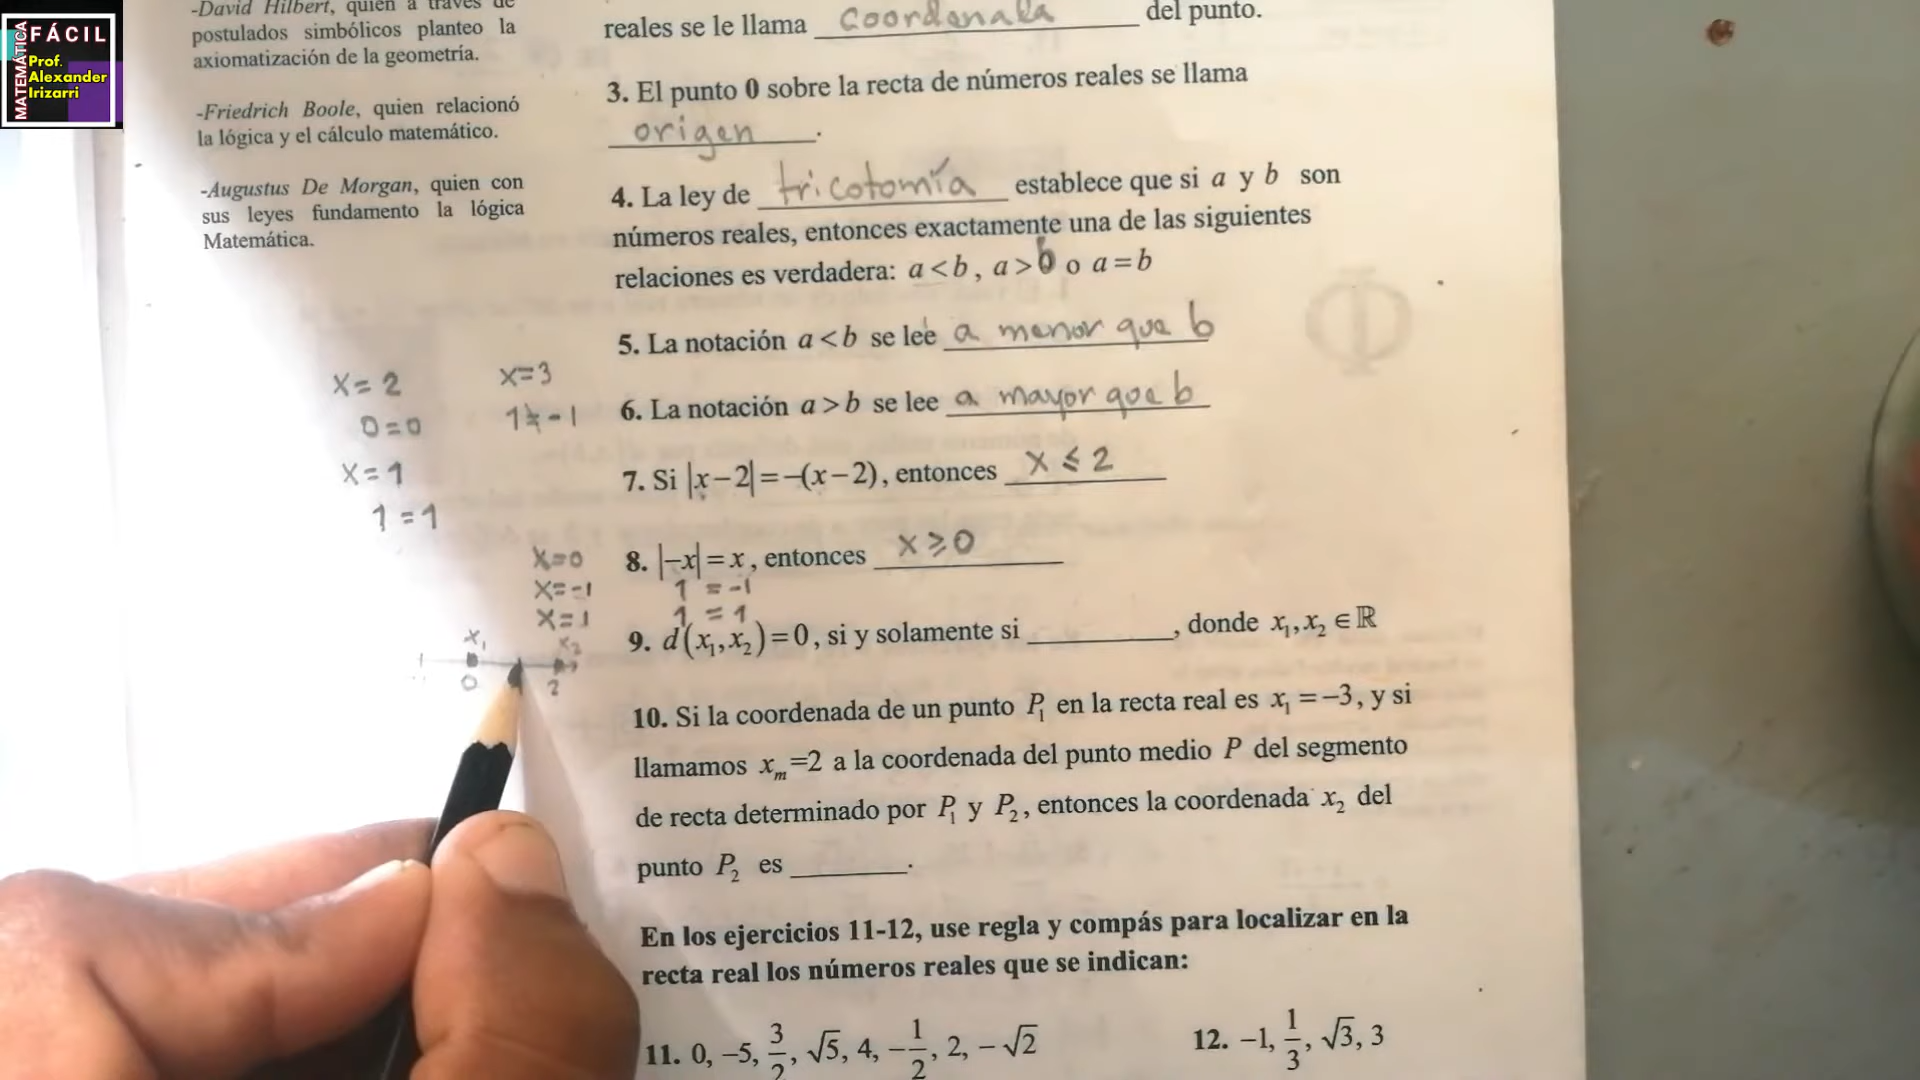 MATEMÁTICA
FÁCIL
Prof.
Alexander
Irizarri
-David Hilbert, quien a través de
postulados simbólicos planteo la
axiomatización de la geometría.
-Friedrich Boole, quien relacionó
la lógica y el cálculo matemático.
-Augustus De Morgan, quien con
sus leyes fundamento la lógica
Matemática.
x=2
0=0
x=1
1=1
x=3
1≠-1
x=0
x=-1
x=1
x₁
x₂
0
2
reales se le llama coordenada del punto.
3. El punto 0 sobre la recta de números reales se llama
origen.
4. La ley de tricotomía establece que si a y b son
números reales, entonces exactamente una de las siguientes
relaciones es verdadera: a<b, a>b o a=b
5. La notación a<b se lee a menor que b
6. La notación a>b se lee a mayor que b
7. Si |x−2|=−(x−2), entonces x ⩽ 2
8. |−x|=x, entonces x ⩾ 0
1 = -1
1 = 1
9. d(x₁,x₂)=0, si y solamente si ________, donde x₁,x₂∈ℝ
10. Si la coordenada de un punto P₁ en la recta real es x₁=−3, y si
llamamos xₘ=2 a la coordenada del punto medio P del segmento
de recta determinado por P₁ y P₂, entonces la coordenada x₂ del
punto P₂ es ________.
En los ejercicios 11-12, use regla y compás para localizar en la
recta real los números reales que se indican:
11. 0, −5, 3/2, √5, 4, −1/2, 2, −√2
12. −1, 1/3, √3, 3